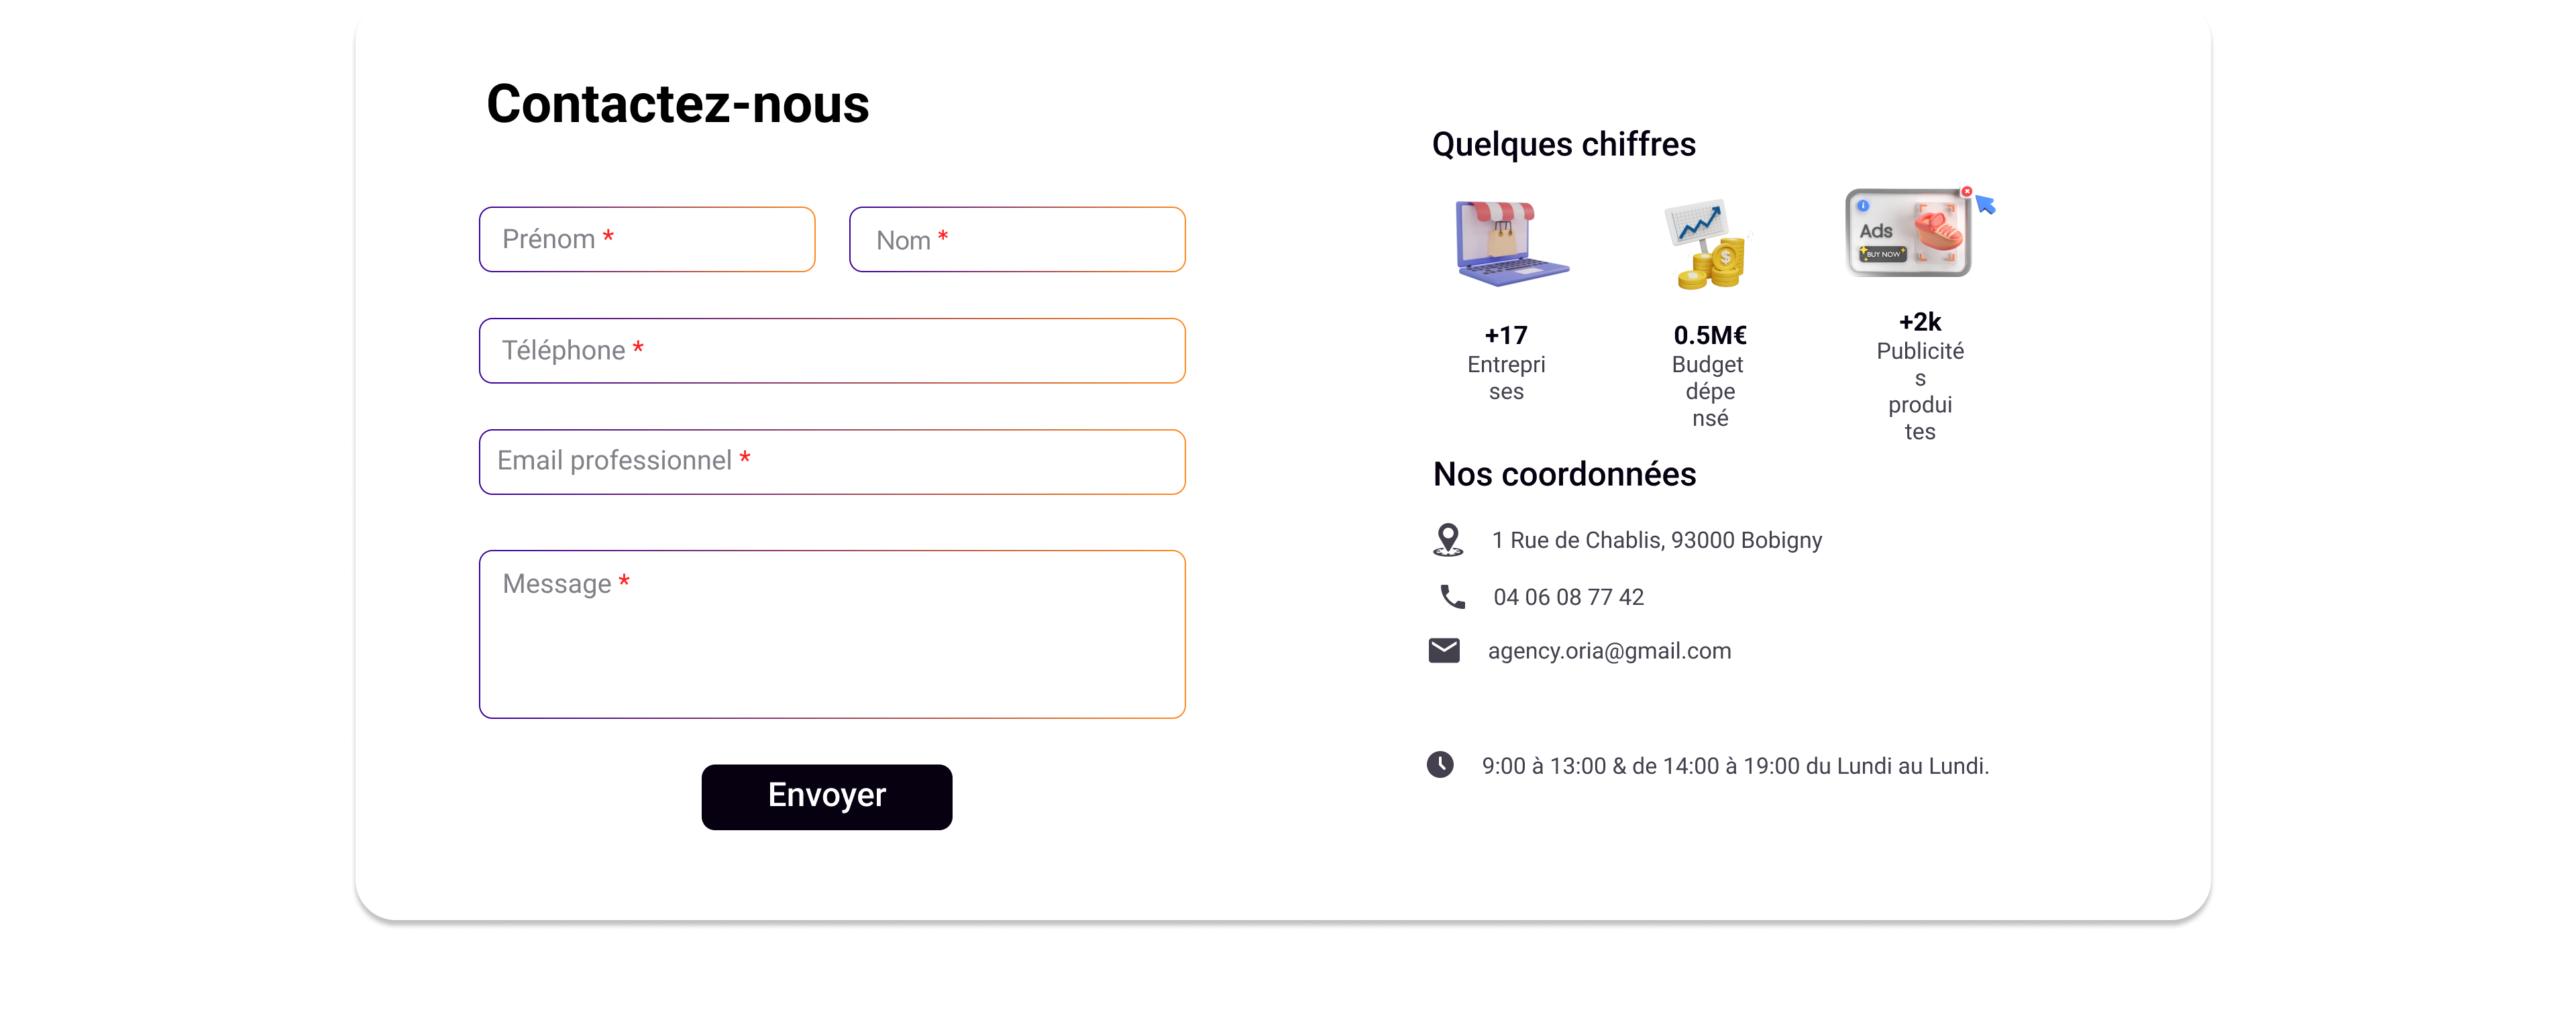 Contactez-nous
Prénom *
Nom *
Téléphone *
Email professionnel *
Message *
Envoyer
Quelques chiffres
Ads
BUY NOW
+17
Entrepri
ses
0.5M€
Budget
dépe
nsé
+2k
Publicité
s
produi
tes
Nos coordonnées
1 Rue de Chablis, 93000 Bobigny
04 06 08 77 42
agency.oria@gmail.com
9:00 à 13:00 & de 14:00 à 19:00 du Lundi au Lundi.